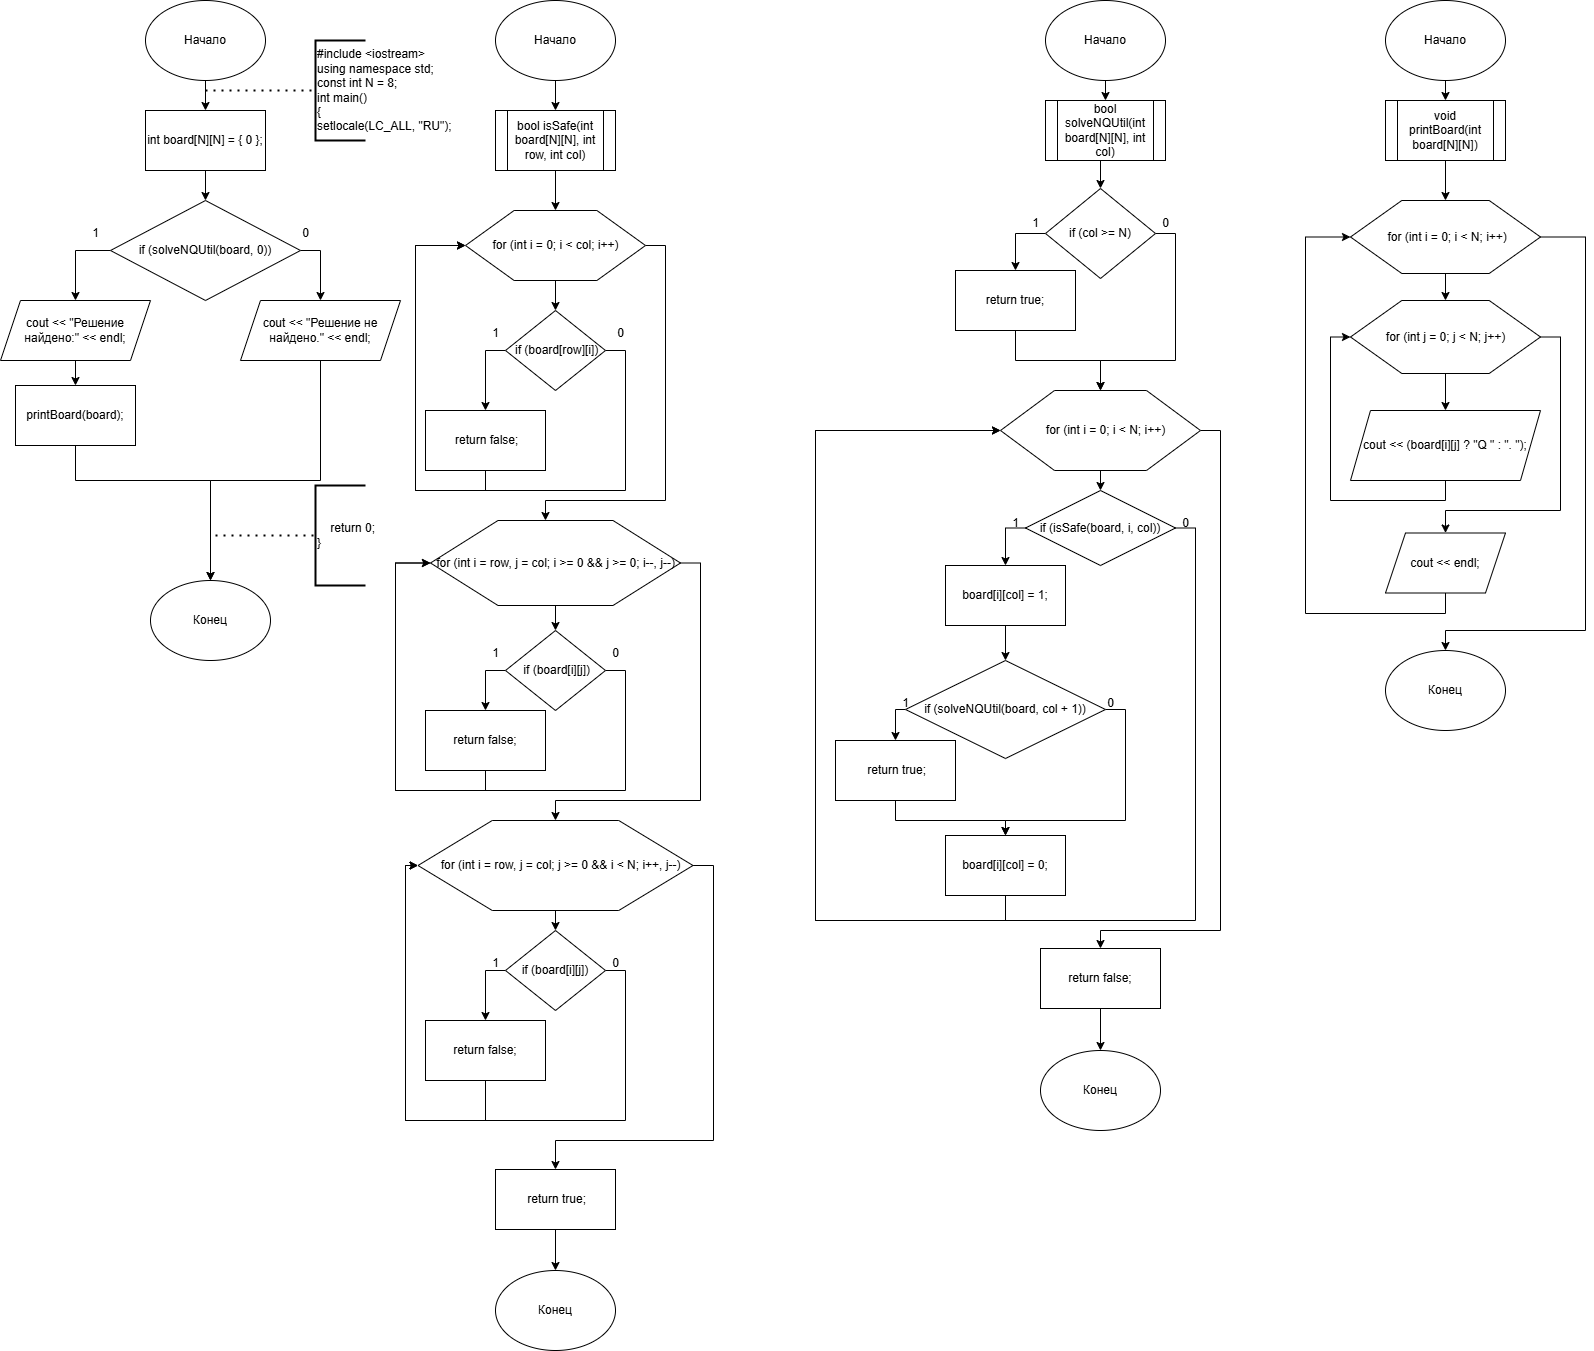 Начало
#include <iostream>
using namespace std;
const int N = 8;
int main()
{
setlocale(LC_ALL, "RU");
int board[N][N] = { 0 };
if (solveNQUtil(board, 0))
1
0
cout << "Решение
найдено:" << endl;
cout << "Решение не
найдено." << endl;
printBoard(board);
return 0;
}
Конец
Начало
bool isSafe(int
board[N][N], int
row, int col)
for (int i = 0; i < col; i++)
if (board[row][i])
1
0
return false;
for (int i = row, j = col; i >= 0 && j >= 0; i--, j--)
if (board[i][j])
1
0
return false;
for (int i = row, j = col; j >= 0 && i < N; i++, j--)
if (board[i][j])
1
0
return false;
return true;
Конец
Начало
bool
solveNQUtil(int
board[N][N], int
col)
if (col >= N)
1
0
return true;
for (int i = 0; i < N; i++)
if (isSafe(board, i, col))
1
0
board[i][col] = 1;
if (solveNQUtil(board, col + 1))
1
0
return true;
board[i][col] = 0;
return false;
Конец
Начало
void
printBoard(int
board[N][N])
for (int i = 0; i < N; i++)
for (int j = 0; j < N; j++)
cout << (board[i][j] ? "Q " : ". ");
cout << endl;
Конец